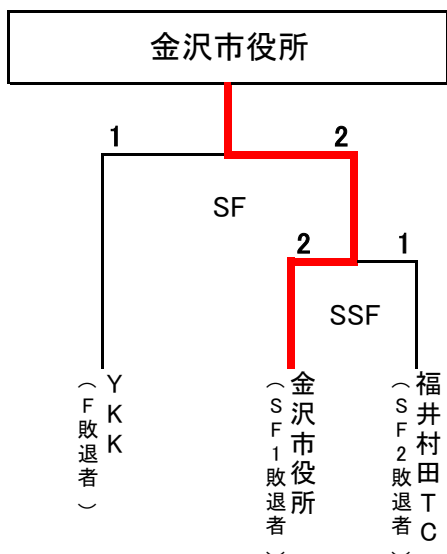 金沢市役所
1
2
SF
2
1
SSF
YKK
(F敗退者)
金沢市役所
(SF1敗退者)
福井村田TC
(SF2敗退者)